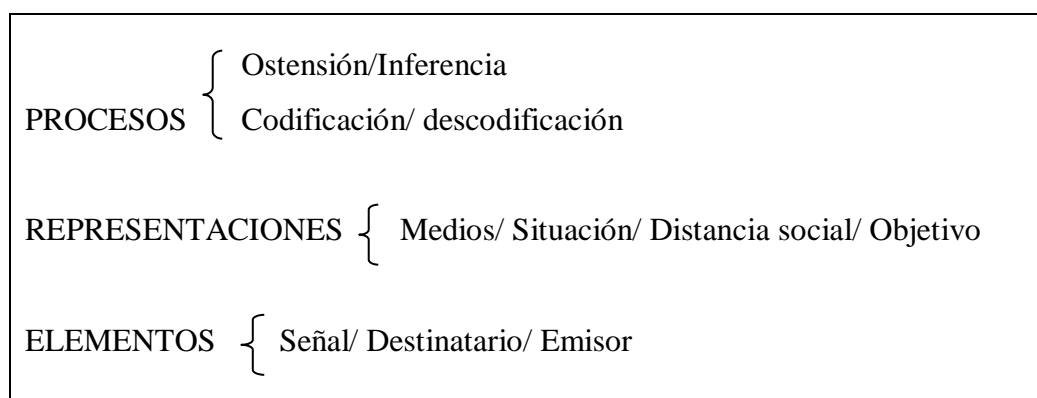 Ostensión/Inferencia
PROCESOS Codificación/ descodificación
REPRESENTACIONES Medios/ Situación/ Distancia social/ Objetivo
ELEMENTOS Señal/ Destinatario/ Emisor